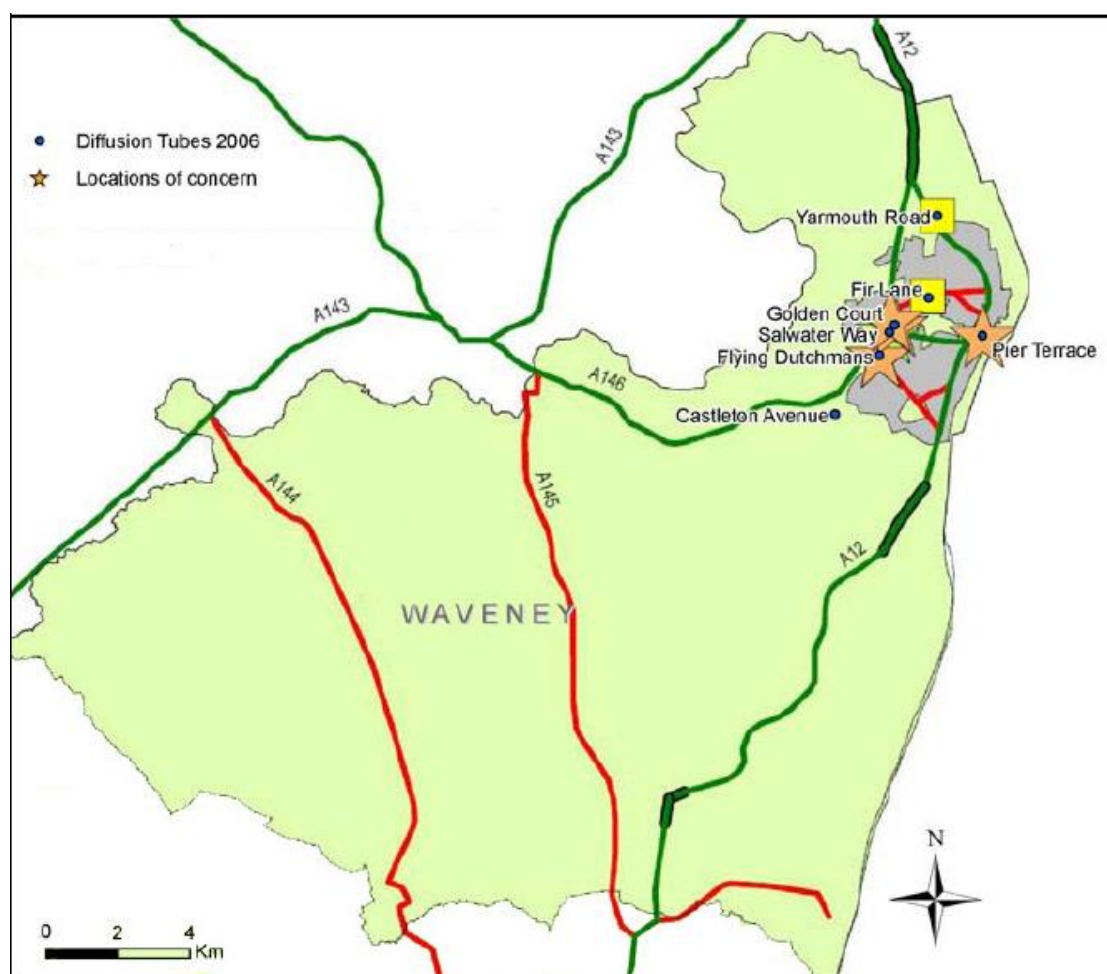 A12
A143
Diffusion Tubes 2006
Locations of concern
Yarmouth Road
Fir Lane
A143
Golden Court
Salwater Way
Flying Dutchmans
Pier Terrace
A146
Castleton Avenue
A144
A145
A12
WAVENEY
N
0 2 4
Km